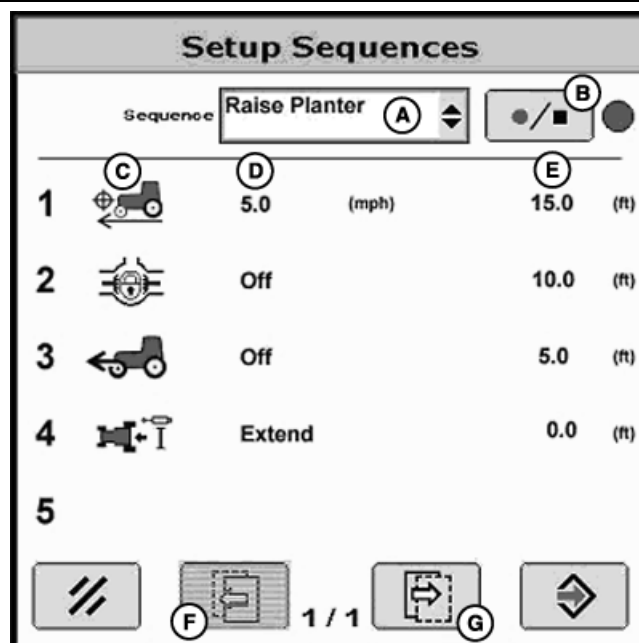 Setup Sequences
Sequence Raise Planter A B
C D E
1 5.0 (mph) 15.0 (ft)
2 Off 10.0 (ft)
3 Off 5.0 (ft)
4 Extend 0.0 (ft)
5
F 1 / 1 G